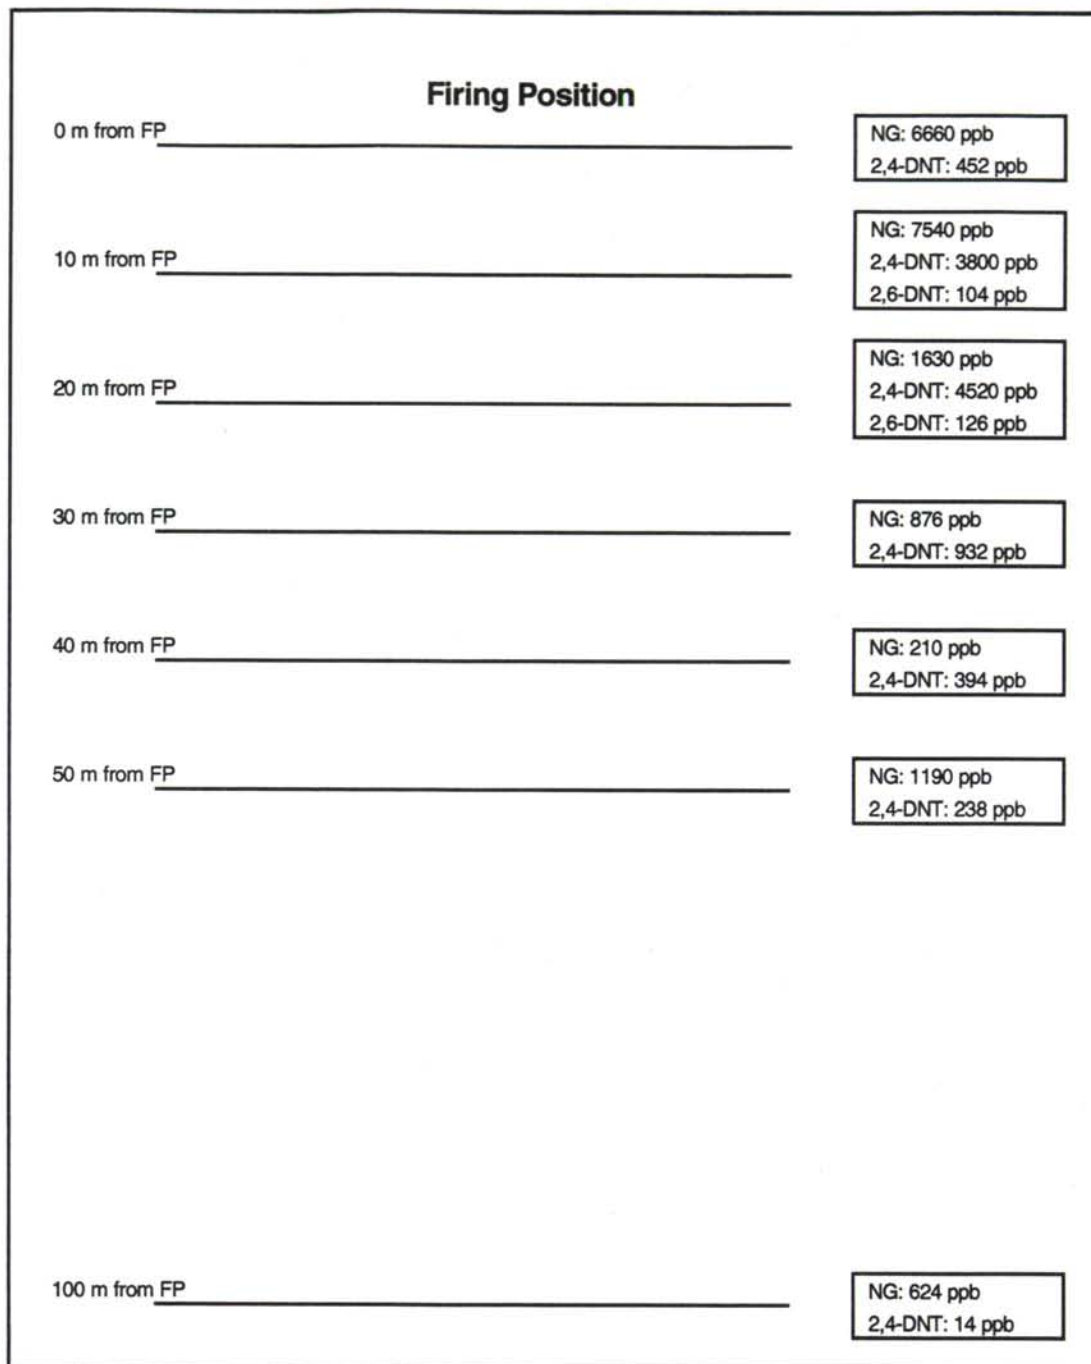 Firing Position
0 m from FP
NG: 6660 ppb
2,4-DNT: 452 ppb
10 m from FP
NG: 7540 ppb
2,4-DNT: 3800 ppb
2,6-DNT: 104 ppb
20 m from FP
NG: 1630 ppb
2,4-DNT: 4520 ppb
2,6-DNT: 126 ppb
30 m from FP
NG: 876 ppb
2,4-DNT: 932 ppb
40 m from FP
NG: 210 ppb
2,4-DNT: 394 ppb
50 m from FP
NG: 1190 ppb
2,4-DNT: 238 ppb
100 m from FP
NG: 624 ppb
2,4-DNT: 14 ppb